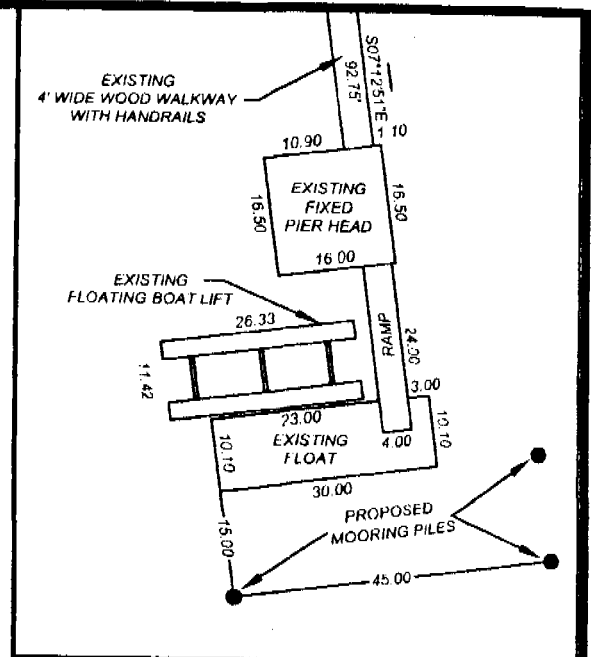 S07°12'51"E
92.75'
EXISTING
4' WIDE WOOD WALKWAY
WITH HANDRAILS
1.10
10.90
EXISTING
FIXED
PIER HEAD
16.50
16.50
16.00
EXISTING
FLOATING BOAT LIFT
26.33
RAMP
24.00
11.42
3.00
23.00
10.10
10.10
EXISTING
FLOAT
4.00
30.00
15.00
PROPOSED
MOORING PILES
45.00